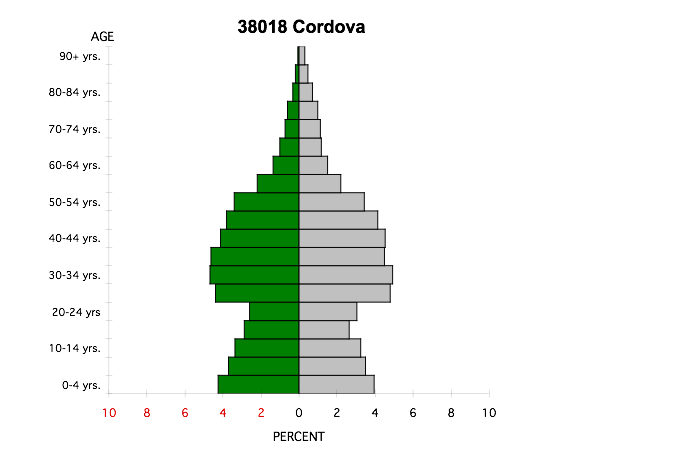 38018 Cordova
AGE
90+ yrs.
80-84 yrs.
70-74 yrs.
60-64 yrs.
50-54 yrs.
40-44 yrs.
30-34 yrs.
20-24 yrs
10-14 yrs.
0-4 yrs.
10 8 6 4 2 0 2 4 6 8 10
PERCENT